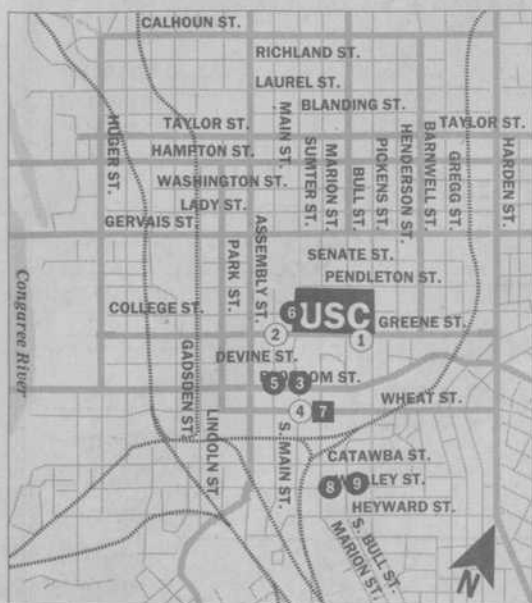 CALHOUN ST.
RICHLAND ST.
LAUREL ST.
BLANDING ST.
TAYLOR ST.
TAYLOR ST.
HAMPTON ST.
WASHINGTON ST.
LADY ST.
GERVAIS ST.
HUGER ST.
MAIN ST.
SUMTER ST.
MARION ST.
BULL ST.
PICKENS ST.
HENDERSON ST.
BARNWELL ST.
GREGG ST.
HARDEN ST.
PARK ST.
ASSEMBLY ST.
SENATE ST.
PENDLETON ST.
Congaree River
COLLEGE ST.
6
USC
GREENE ST.
2
1
DEVINE ST.
5
3
GADSDEN ST.
LINCOLN ST
4
7
WHEAT ST.
S. MAIN ST.
CATAWBA ST.
8
9
ST.
HEYWARD ST.
S. BULL ST.
MARION ST.
N